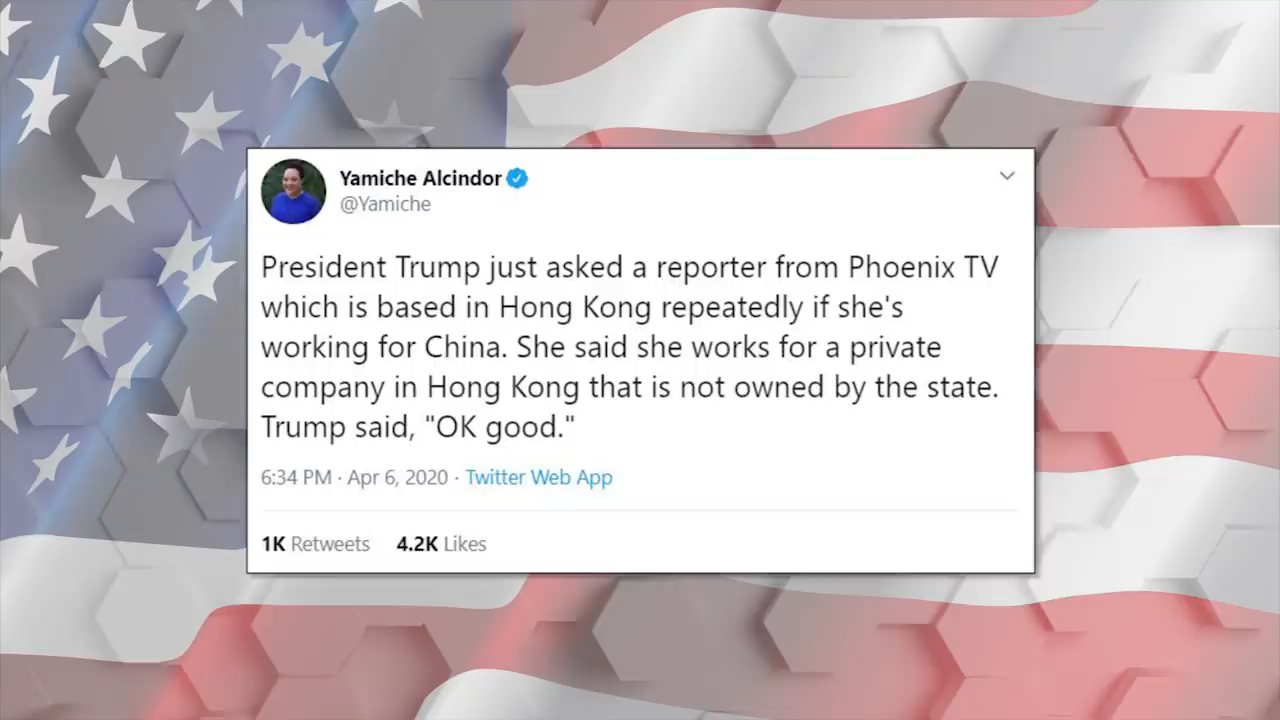 Yamiche Alcindor
@Yamiche
President Trump just asked a reporter from Phoenix TV
which is based in Hong Kong repeatedly if she's
working for China. She said she works for a private
company in Hong Kong that is not owned by the state.
Trump said, "OK good."
6:34 PM · Apr 6, 2020 · Twitter Web App
1K Retweets 4.2K Likes